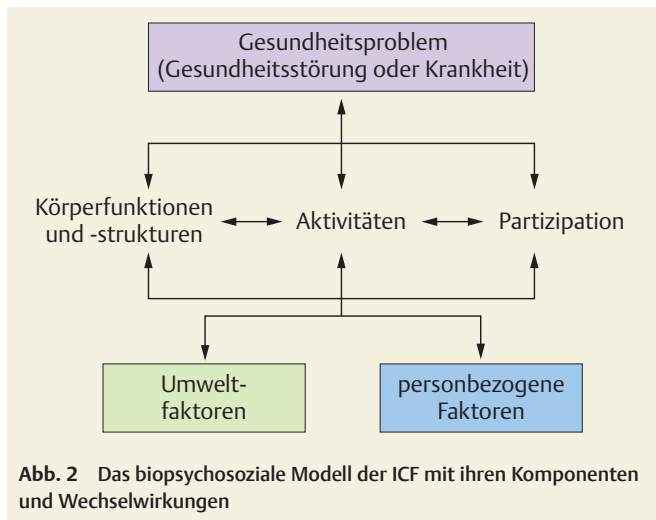 Gesundheitsproblem
(Gesundheitsstörung oder Krankheit)
Körperfunktionen
und -strukturen
Aktivitäten
Partizipation
Umwelt-
faktoren
personbezogene
Faktoren
Abb. 2 Das biopsychosoziale Modell der ICF mit ihren Komponenten
und Wechselwirkungen